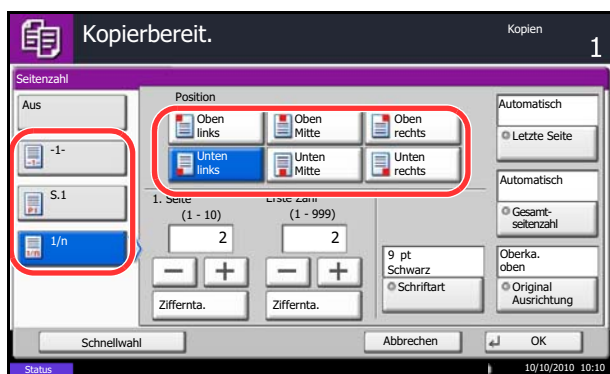 Kopierbereit.
Kopien
1
Seitenzahl
Aus
-1-
S.1
1/n
Position
Oben
links
Oben
Mitte
Oben
rechts
Unten
links
Unten
Mitte
Unten
rechts
1. Seite
(1 - 10)
2
Ziffernta.
Erste Zahl
(1 - 999)
2
Ziffernta.
9 pt
Schwarz
Schriftart
Automatisch
Letzte Seite
Automatisch
Gesamt-
seitenzahl
Oberka.
oben
Original
Ausrichtung
Schnellwahl
Abbrechen
OK
Status
10/10/2010 10:10